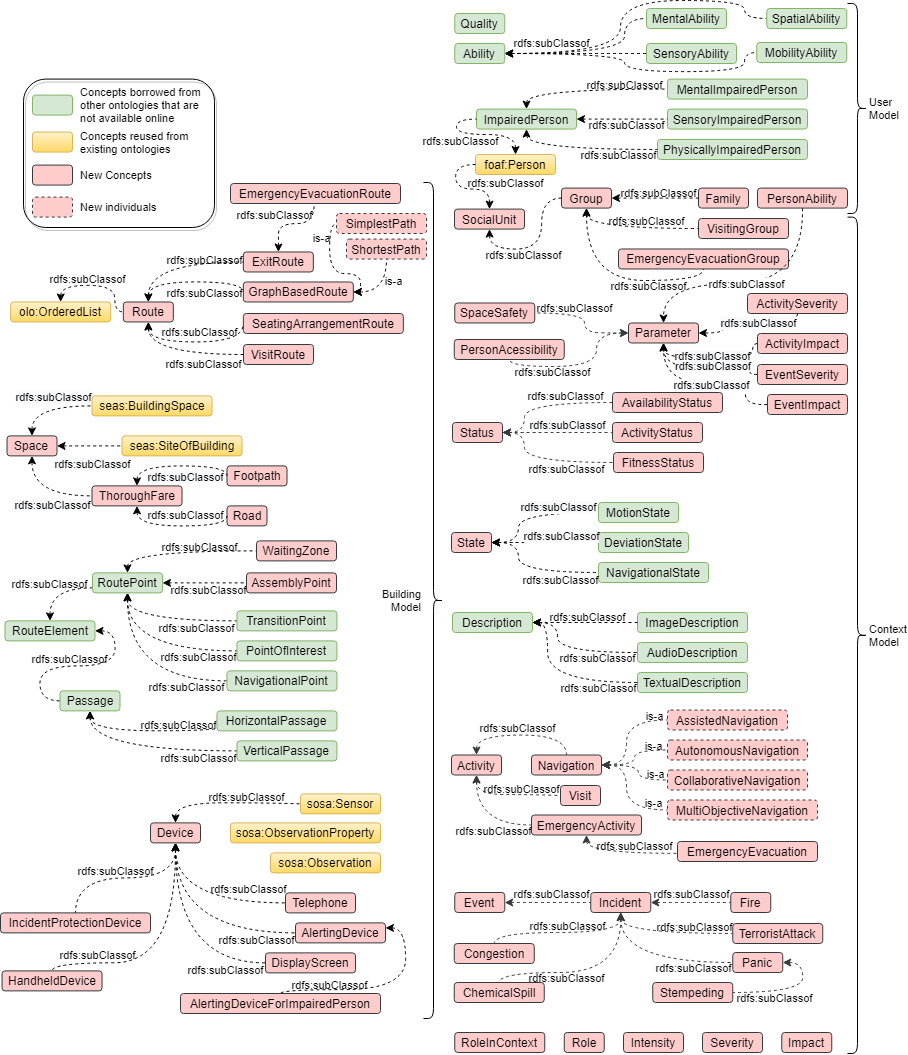 Concepts borrowed from
other ontologies that are
not available online
Concepts reused from
existing ontologies
New Concepts
New individuals
Quality
Ability
rdfs:subClassof
MentalAbility
SpatialAbility
SensoryAbility
MobilityAbility
User
Model
rdfs:subClassof
MentalImpairedPerson
ImpairedPerson
rdfs:subClassof
SensoryImpairedPerson
rdfs:subClassof
rdfs:subClassof
PhysicallyImpairedPerson
foaf:Person
rdfs:subClassof
SocialUnit
rdfs:subClassof
Group
rdfs:subClassof
Family
PersonAbility
rdfs:subClassof
VisitingGroup
EmergencyEvacuationGroup
rdfs:subClassof
EmergencyEvacuationRoute
rdfs:subClassof
SimplestPath
is-a
ShortestPath
is-a
rdfs:subClassof
ExitRoute
rdfs:subClassof
rdfs:subClassof
GraphBasedRoute
olo:OrderedList
Route
SeatingArrangementRoute
rdfs:subClassof
VisitRoute
rdfs:subClassof
SpaceSafety
rdfs:subClassof
PersonAcessibility
rdfs:subClassof
Parameter
ActivitySeverity
rdfs:subClassof
ActivityImpact
rdfs:subClassof
rdfs:subClassof
EventSeverity
rdfs:subClassof
EventImpact
rdfs:subClassof
seas:BuildingSpace
Space
seas:SiteOfBuilding
rdfs:subClassof
ThoroughFare
rdfs:subClassof
rdfs:subClassof
Footpath
rdfs:subClassof
Road
Status
rdfs:subClassof
AvailabilityStatus
rdfs:subClassof
ActivityStatus
rdfs:subClassof
FitnessStatus
State
rdfs:subClassof
MotionState
rdfs:subClassof
DeviationState
rdfs:subClassof
NavigationalState
rdfs:subClassof
WaitingZone
rdfs:subClassof
RoutePoint
rdfs:subClassof
AssemblyPoint
RouteElement
rdfs:subClassof
TransitionPoint
rdfs:subClassof
PointOfInterest
rdfs:subClassof
NavigationalPoint
rdfs:subClassof
Passage
rdfs:subClassof
HorizontalPassage
rdfs:subClassof
VerticalPassage
Building
Model
Description
rdfs:subClassof
ImageDescription
rdfs:subClassof
AudioDescription
rdfs:subClassof
TextualDescription
Context
Model
rdfs:subClassof
Activity
Navigation
is-a
AssistedNavigation
is-a
AutonomousNavigation
is-a
CollaborativeNavigation
is-a
MultiObjectiveNavigation
rdfs:subClassof
Visit
rdfs:subClassof
EmergencyActivity
rdfs:subClassof
EmergencyEvacuation
rdfs:subClassof
sosa:Sensor
Device
sosa:ObservationProperty
sosa:Observation
rdfs:subClassof
IncidentProtectionDevice
rdfs:subClassof
HandheldDevice
rdfs:subClassof
Telephone
rdfs:subClassof
AlertingDevice
rdfs:subClassof
DisplayScreen
rdfs:subClassof
AlertingDeviceForImpairedPerson
Event
rdfs:subClassof
Incident
rdfs:subClassof
Fire
rdfs:subClassof
Congestion
rdfs:subClassof
TerroristAttack
rdfs:subClassof
ChemicalSpill
rdfs:subClassof
Panic
Stempeding
rdfs:subClassof
RoleInContext
Role
Intensity
Severity
Impact